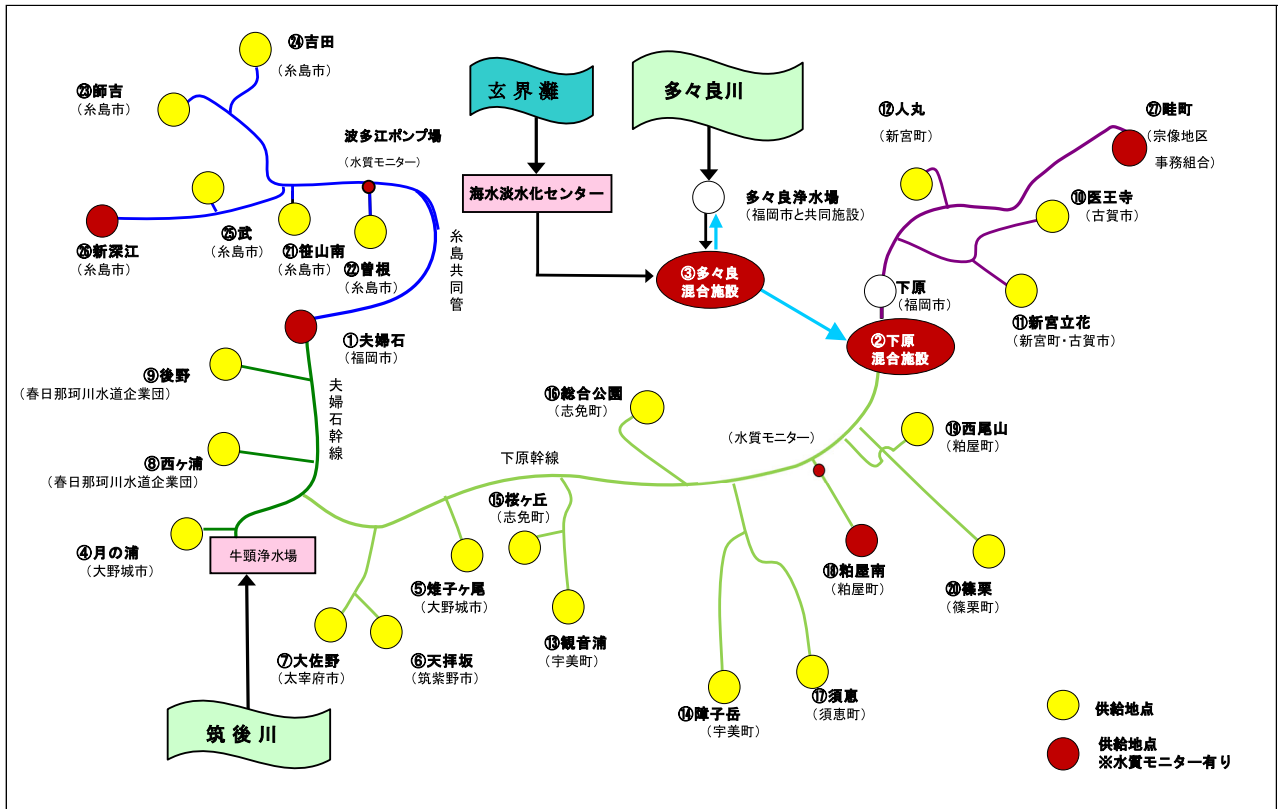 ㉔吉田
(糸島市)
㉓師吉
(糸島市)
玄界灘
多々良川
⑫人丸
(新宮町)
㉗畦町
(宗像地区
事務組合)
波多江ポンプ場
(水質モニター)
海水淡水化センター
多々良浄水場
(福岡市と共同施設)
⑩医王寺
(古賀市)
㉖新深江
(糸島市)
㉕武
(糸島市)
㉑笹山南
(糸島市)
㉒曽根
(糸島市)
糸島共同管
③多々良
混合施設
下原
(福岡市)
⑪新宮立花
(新宮町・古賀市)
①夫婦石
(福岡市)
②下原
混合施設
⑨後野
(春日那珂川水道企業団)
夫婦石幹線
⑯総合公園
(志免町)
(水質モニター)
⑲西尾山
(粕屋町)
⑧西ヶ浦
(春日那珂川水道企業団)
下原幹線
⑮桜ヶ丘
(志免町)
④月の浦
(大野城市)
牛頸浄水場
⑤雉子ヶ尾
(大野城市)
⑱粕屋南
(粕屋町)
⑳篠栗
(篠栗町)
⑦大佐野
(太宰府市)
⑥天拝坂
(筑紫野市)
⑬観音浦
(宇美町)
⑭障子岳
(宇美町)
⑰須恵
(須恵町)
筑後川
供給地点
供給地点
※水質モニター有り